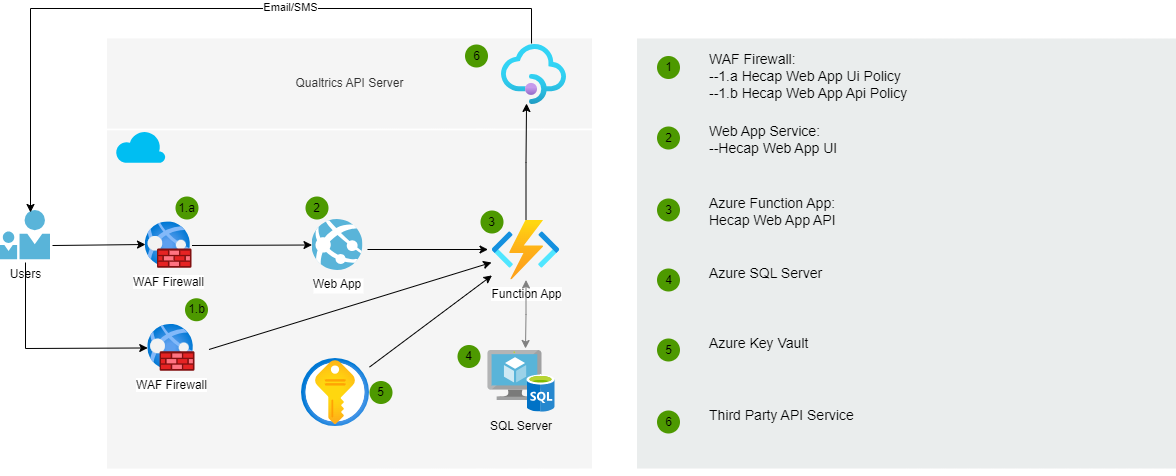 Email/SMS
6
Qualtrics API Server
1.a
2
3
Users
WAF Firewall
Web App
Function App
1.b
WAF Firewall
5
4
SQL
SQL Server
1
WAF Firewall:
--1.a Hecap Web App Ui Policy
--1.b Hecap Web App Api Policy
2
Web App Service:
--Hecap Web App UI
3
Azure Function App:
Hecap Web App API
4
Azure SQL Server
5
Azure Key Vault
6
Third Party API Service